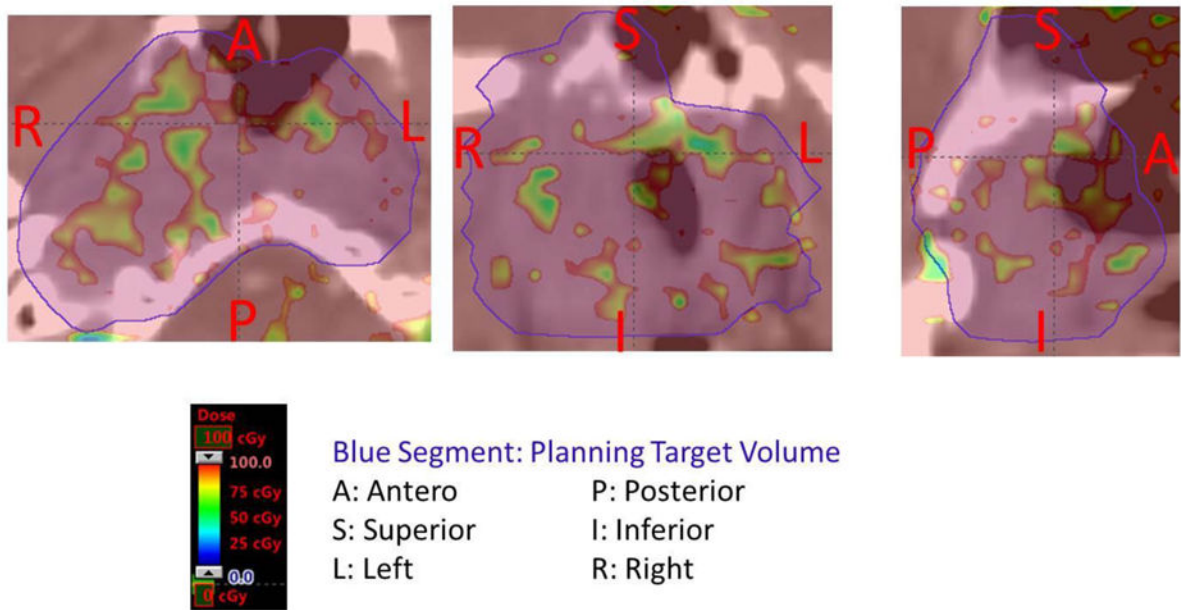 A
R L
P
S
R L
I
S
P A
I
Dose
100 cGy
100.0
75 cGy
50 cGy
25 cGy
0.0
0 cGy
Blue Segment: Planning Target Volume
A: Antero P: Posterior
S: Superior I: Inferior
L: Left R: Right